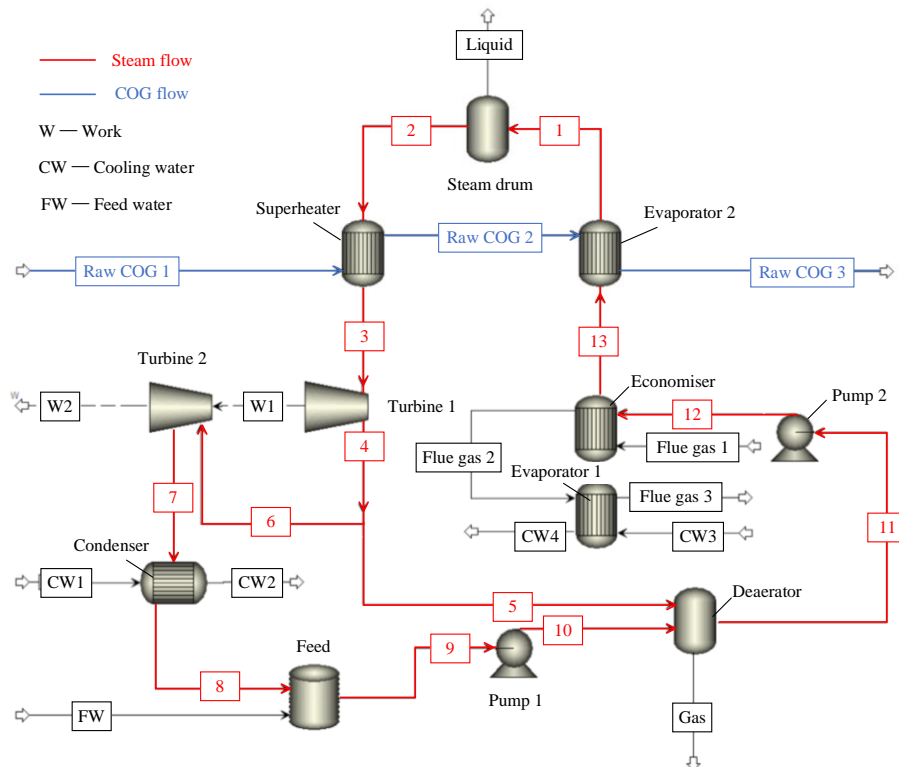 Liquid
Steam flow
COG flow
W — Work
CW — Cooling water
FW — Feed water
2
1
Steam drum
Superheater
Evaporator 2
Raw COG 1
Raw COG 2
Raw COG 3
3
13
Turbine 2
Economiser
W
W2
W1
Turbine 1
12
Pump 2
4
Flue gas 1
Flue gas 2
Evaporator 1
Flue gas 3
7
6
11
CW4
CW3
Condenser
CW1
CW2
5
Deaerator
Feed
9
10
8
Pump 1
FW
Gas